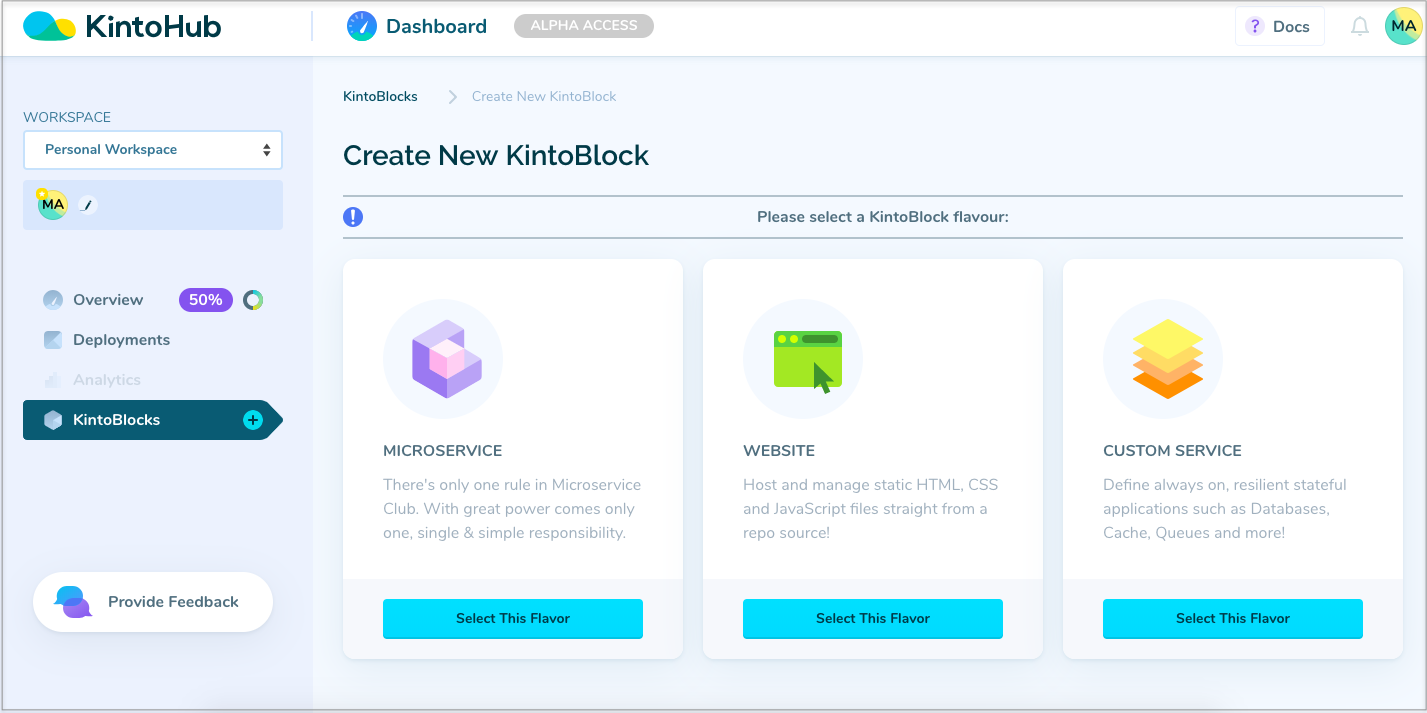 KintoHub
Dashboard
ALPHA ACCESS
? Docs
MA
WORKSPACE
Personal Workspace
MA
Overview 50%
Deployments
Analytics
KintoBlocks
Provide Feedback
KintoBlocks
Create New KintoBlock
Create New KintoBlock
Please select a KintoBlock flavour:
MICROSERVICE
There's only one rule in Microservice
Club. With great power comes only
one, single & simple responsibility.
Select This Flavor
WEBSITE
Host and manage static HTML, CSS
and JavaScript files straight from a
repo source!
Select This Flavor
CUSTOM SERVICE
Define always on, resilient stateful
applications such as Databases,
Cache, Queues and more!
Select This Flavor